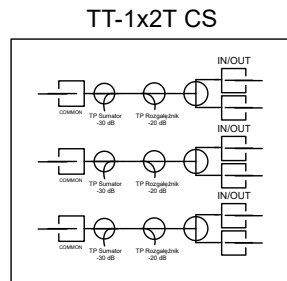 TT-1x2T CS
IN/OUT
COMMON
TP Sumator
-30 dB
TP Rozgałęźnik
-20 dB
IN/OUT
COMMON
TP Sumator
-30 dB
TP Rozgałęźnik
-20 dB
IN/OUT
COMMON
TP Sumator
-30 dB
TP Rozgałęźnik
-20 dB